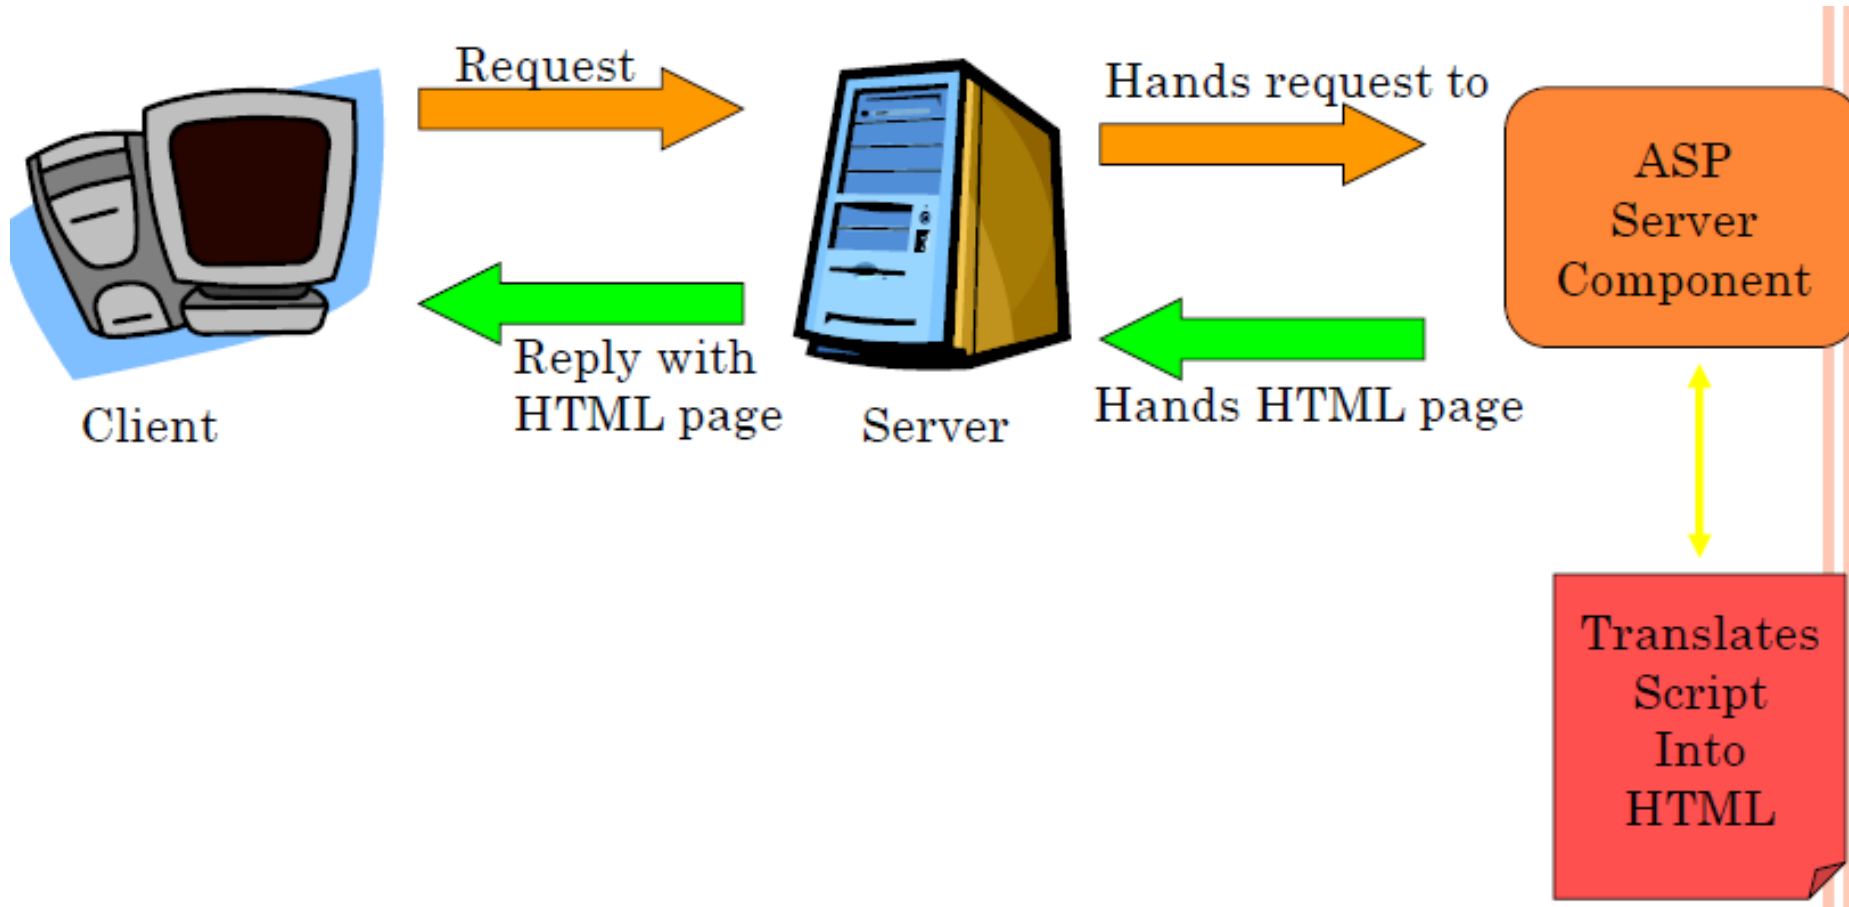 Request
Hands request to
ASP
Server
Component
Reply with
HTML page
Hands HTML page
Client
Server
Translates
Script
Into
HTML